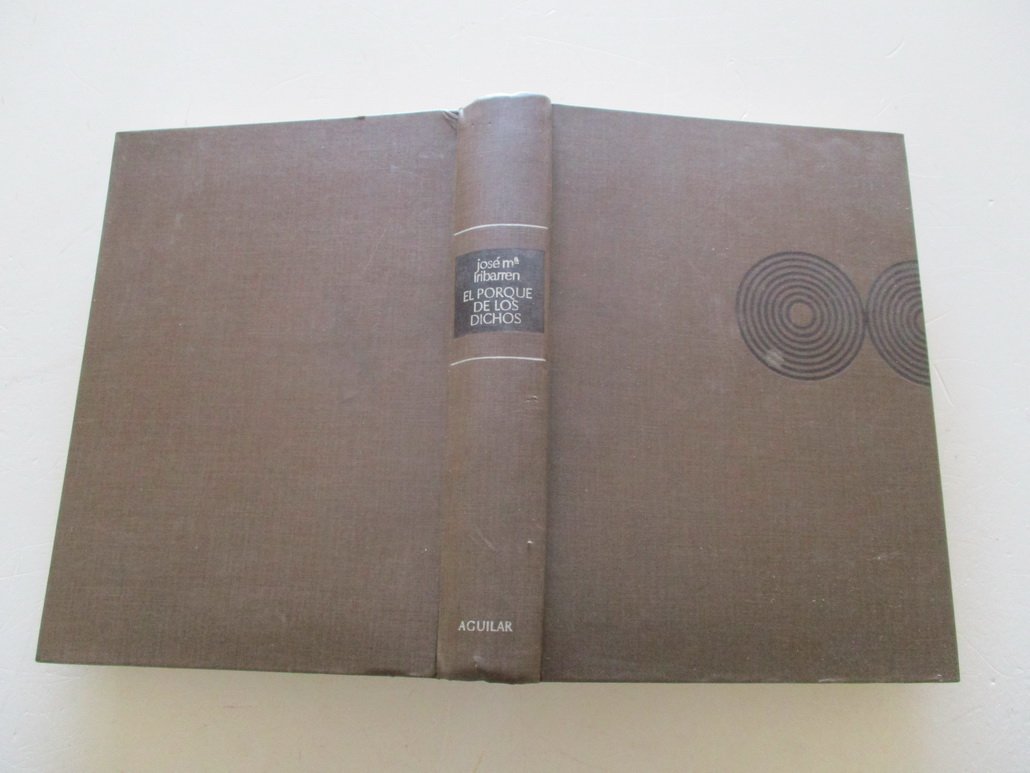 josé mª
Iribarren
EL PORQUE
DE LOS
DICHOS
AGUILAR